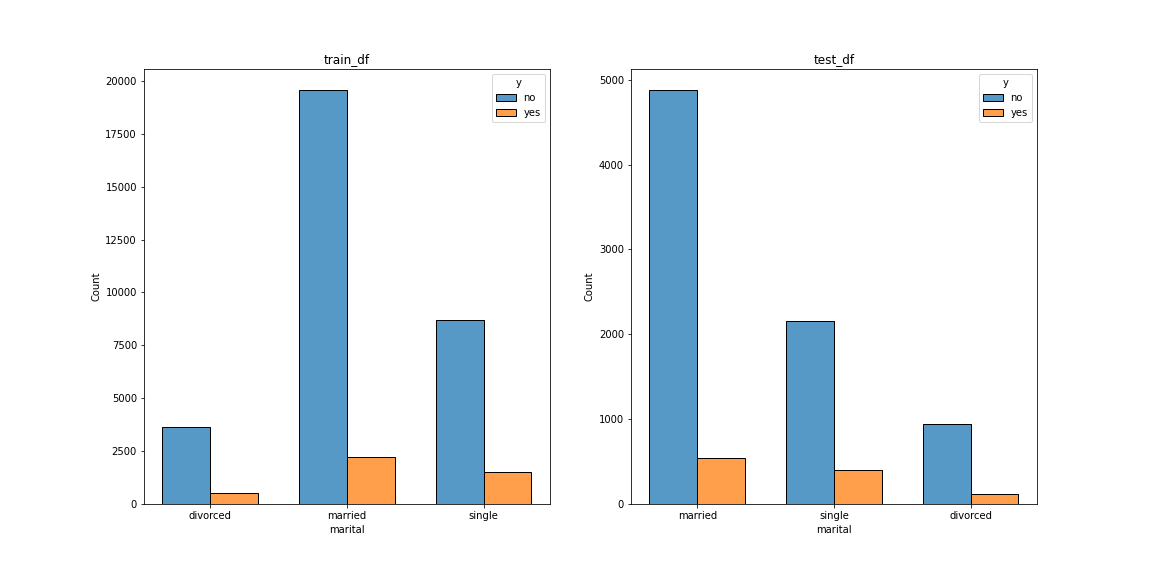 train_df
y
no
yes
20000
17500
15000
12500
10000
7500
5000
2500
0
Count
divorced married single
marital
test_df
y
no
yes
5000
4000
3000
2000
1000
0
Count
married single divorced
marital